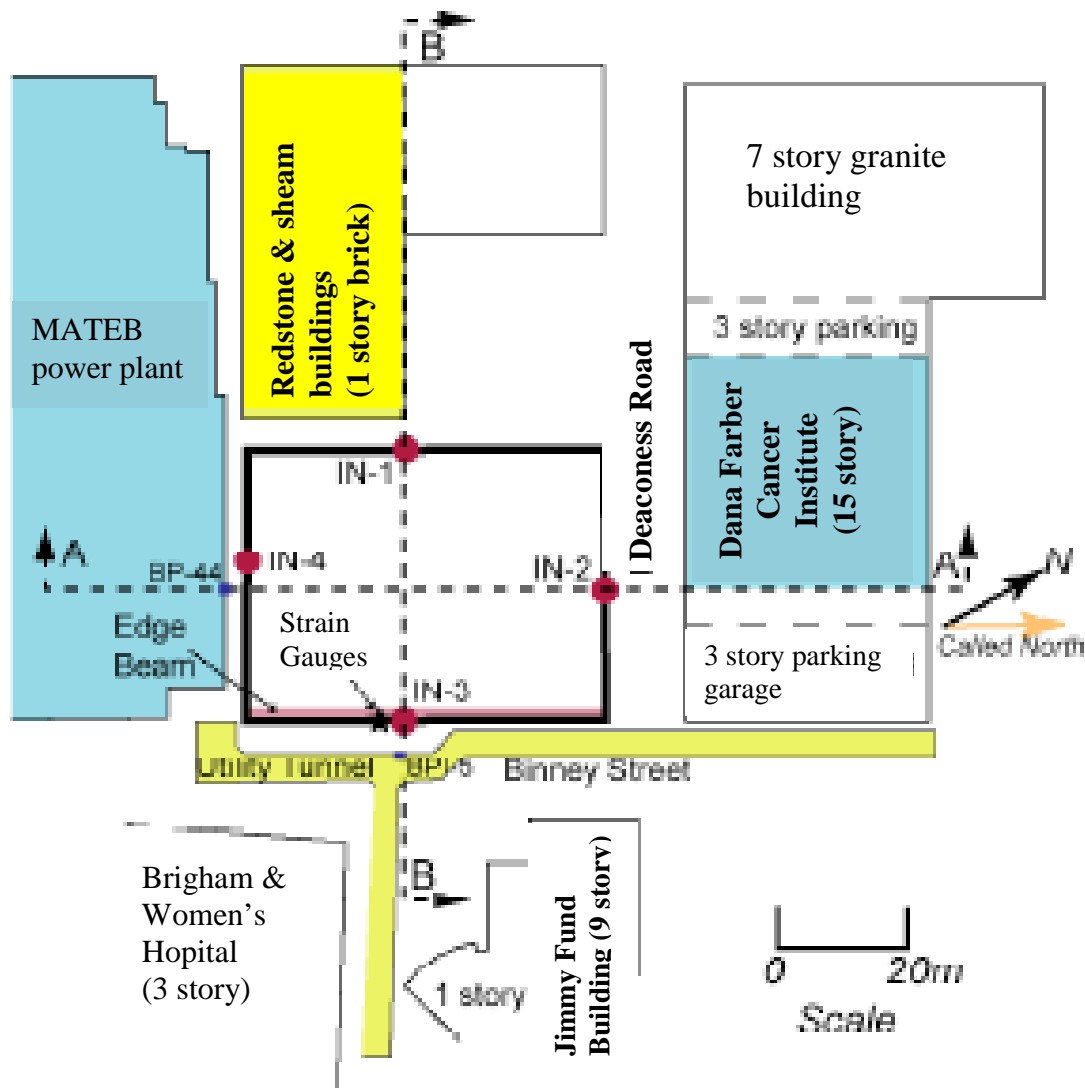 B
7 story granite
building
Redstone & sheam
buildings
(1 story brick)
MATEB
power plant
3 story parking
Deaconess Road
Dana Farber
Cancer
Institute
(15 story)
IN-1
A
IN-4
BP-44
IN-2
A
N
Called North
Edge
Beam
Strain
Gauges
IN-3
3 story parking
garage
Utility Tunnel
Binney Street
B
Brigham &
Women's
Hopital
(3 story)
1 story
Jimmy Fund
Building (9 story)
0 20m
Scale